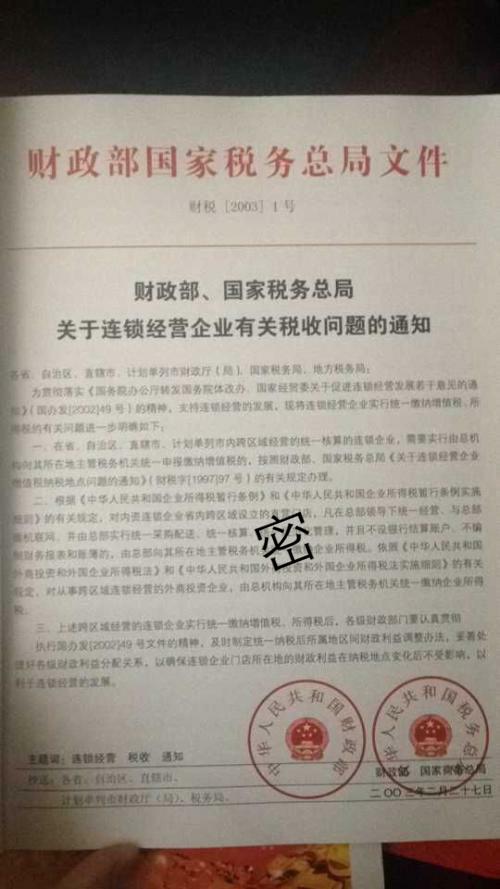 财政部国家税务总局文件
财税［2003］1号
财政部、国家税务总局
关于连锁经营企业有关税收问题的通知
各省、自治区、直辖市、计划单列市财政厅（局）、国家税务局、地方税务局：
为贯彻落实《国务院办公厅转发国务院体改办、国家经贸委关于促进连锁经营发展若干意见的通
知》（国办发[2002]49号）的精神，支持连锁经营的发展，现将连锁经营企业实行统一缴纳增值税、所
得税的有关问题进一步明确如下：
一、在省、自治区、直辖市、计划单列市内跨区域经营的统一核算的连锁企业，需要实行由总机
构向其所在地主管税务机关统一申报缴纳增值税的，按照财政部、国家税务总局《关于连锁经营企业
增值税纳税地点问题的通知》（财税字[1997]97号）的有关规定办理。
二、根据《中华人民共和国企业所得税暂行条例》和《中华人民共和国企业所得税暂行条例实施
细则》的有关规定，对内资连锁企业省内跨区域设立的直营门店，凡在总部领导下统一经营、与总部
微机联网、并由总部实行统一采购配送、统一核算、管理，并且不设银行结算账户、不编
制财务报表和账簿的，由总部向其所在地主管税务机关企业所得税。依照《中华人民共和国
外商投资和外国企业所得税法》和《中华人民共和国外商投资和外国企业所得税法实施细则》的有关
规定，对从事跨区域连锁经营的外商投资企业，由总机构向其所在地主管税务机关统一缴纳企业所得
税。
密
三、上述跨区域经营的连锁企业实行统一缴纳增值税、所得税后，各级财政部门要认真贯彻
执行国办发[2002]49号文件的精神，及时制定统一纳税后所属地区间财政利益调整办法，妥善处
理好各级财政利益分配关系，以确保连锁企业门店所在地的财政利益在纳税地点变化后不受影响，以
利于连锁经营的发展。
中华人民共和国财政部
中华人民共和国国家税务总局
主题词：连锁经营 税收 通知
财政部 国家税务总局
抄送：各省、自治区、直辖市、
二〇〇三年二月二十七日
计划单列市财政厅（局）、税务局。